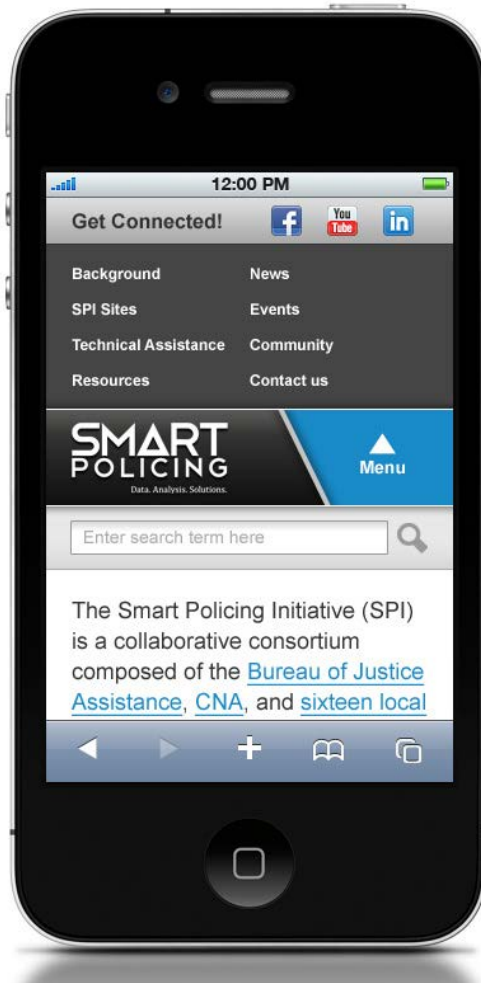 12:00 PM
Get Connected!
f
You
Tube
in
Background
News
SPI Sites
Events
Technical Assistance
Community
Resources
Contact us
SMART
POLICING
Data. Analysis. Solutions.
Menu
Enter search term here
The Smart Policing Initiative (SPI)
is a collaborative consortium
composed of the Bureau of Justice
Assistance, CNA, and sixteen local